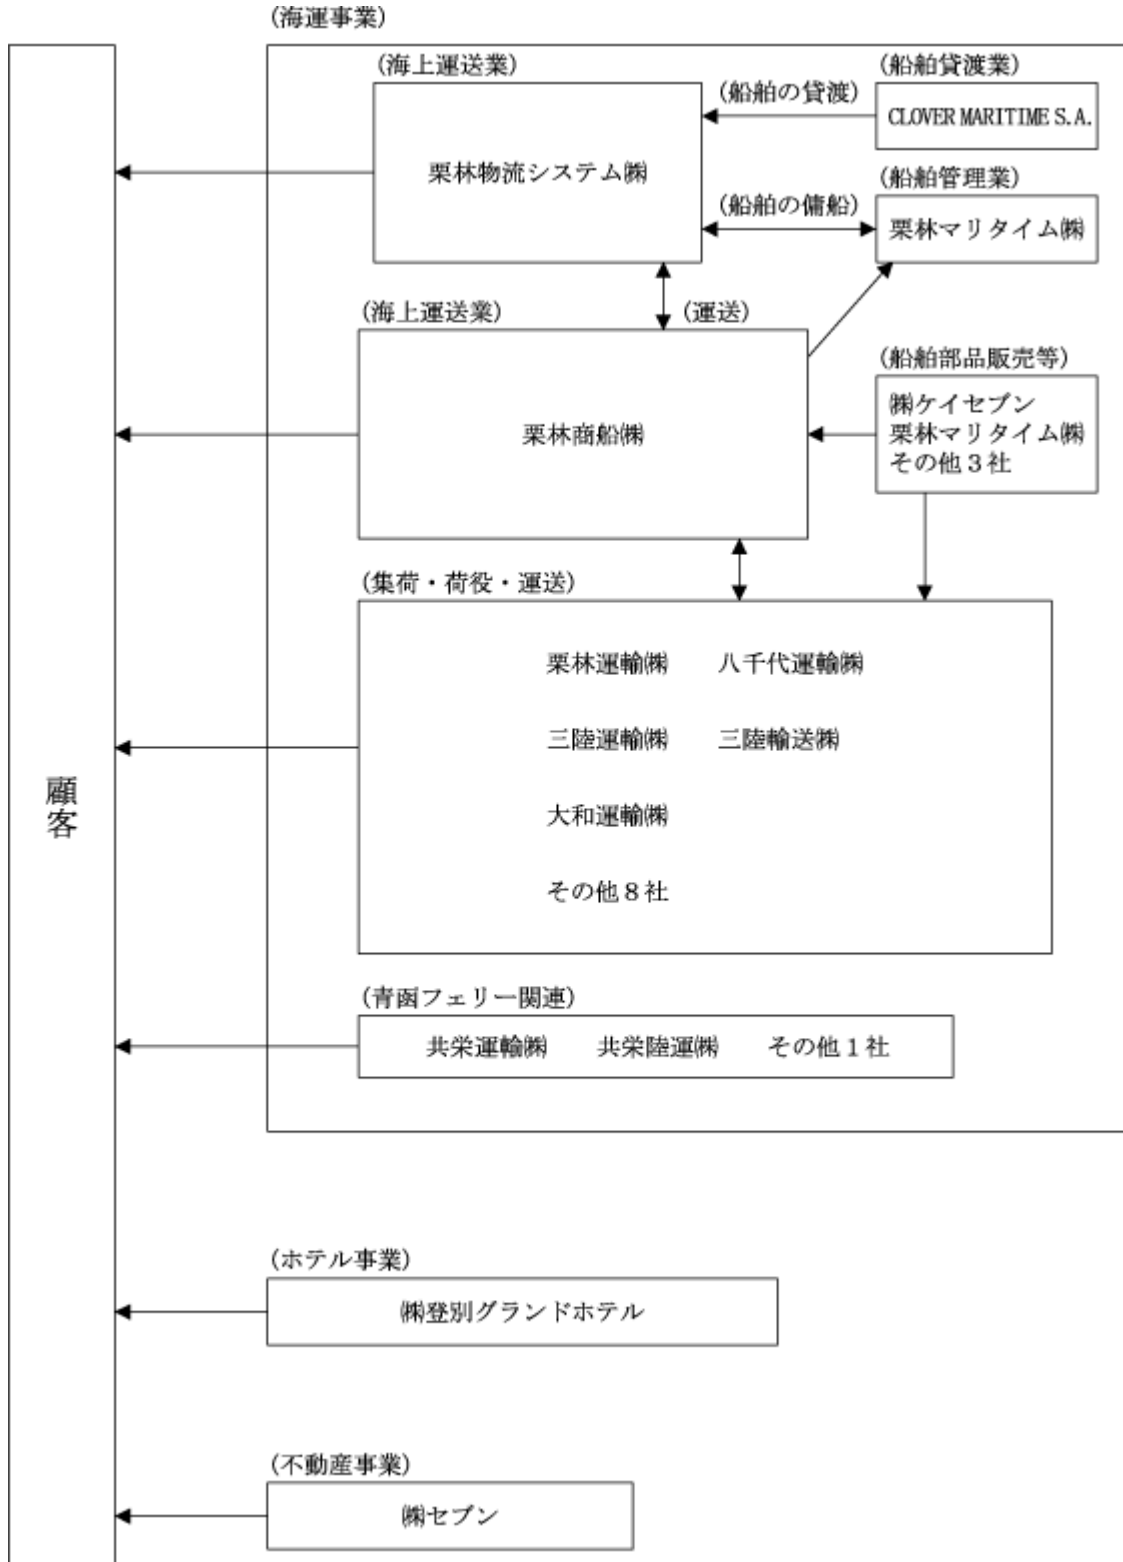 (海運事業)
(海上運送業)
(船舶貸渡業)
(船舶の貸渡)
CLOVER MARITIME S.A.
栗林物流システム㈱
(船舶管理業)
(船舶の傭船)
栗林マリタイム㈱
(海上運送業)
(運送)
(船舶部品販売等)
㈱ケイセブン
栗林マリタイム㈱
その他3社
栗林商船㈱
(集荷・荷役・運送)
栗林運輸㈱ 八千代運輸㈱
三陸運輸㈱ 三陸輸送㈱
大和運輸㈱
その他8社
顧客
(青函フェリー関連)
共栄運輸㈱ 共栄陸運㈱ その他1社
(ホテル事業)
㈱登別グランドホテル
(不動産事業)
㈱セブン